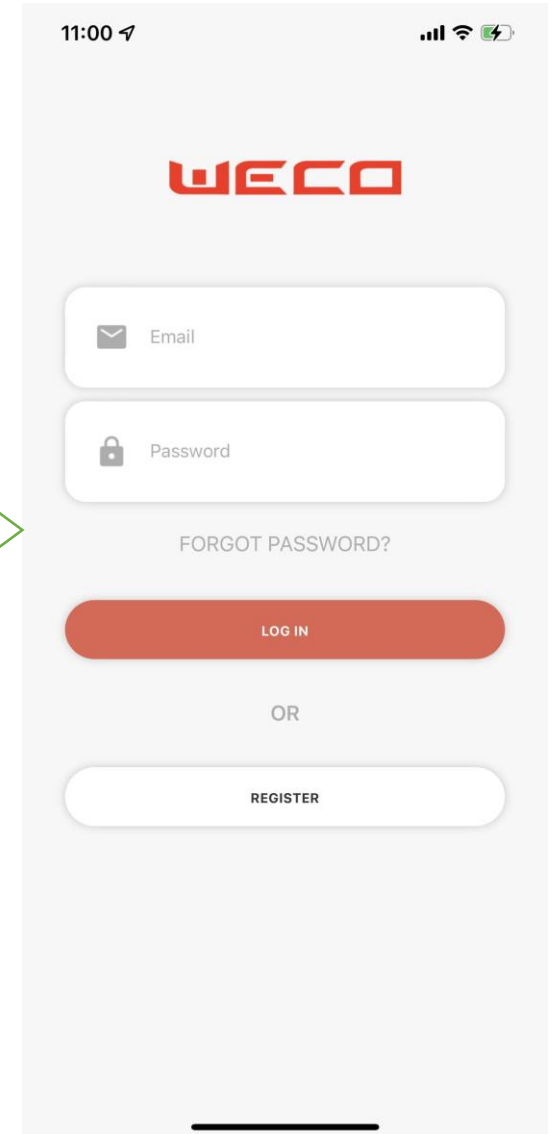 11:00
WECO
Email
Password
FORGOT PASSWORD?
LOG IN
OR
REGISTER